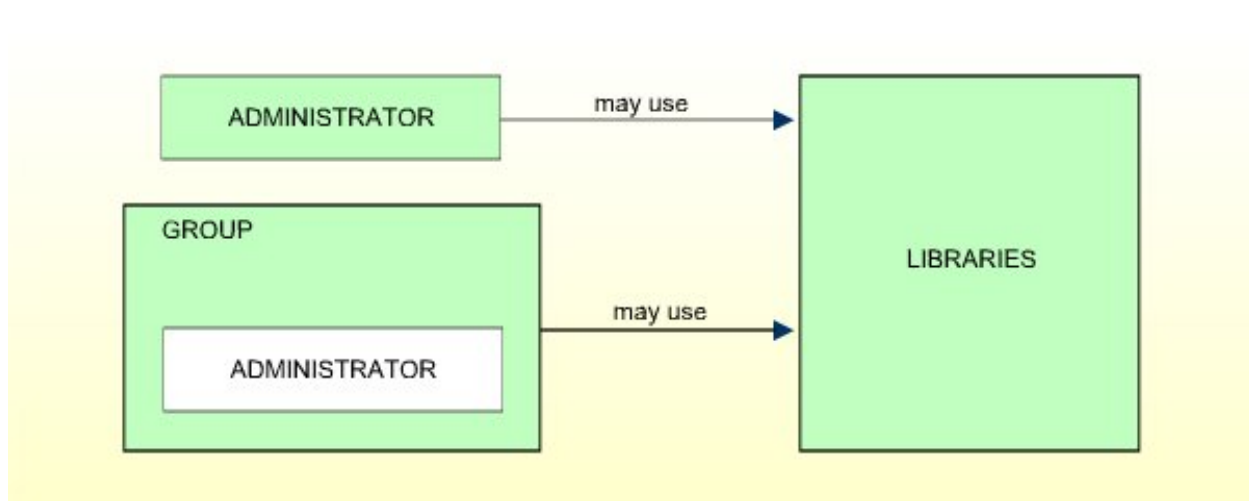 ADMINISTRATOR
may use
GROUP
LIBRARIES
may use
ADMINISTRATOR